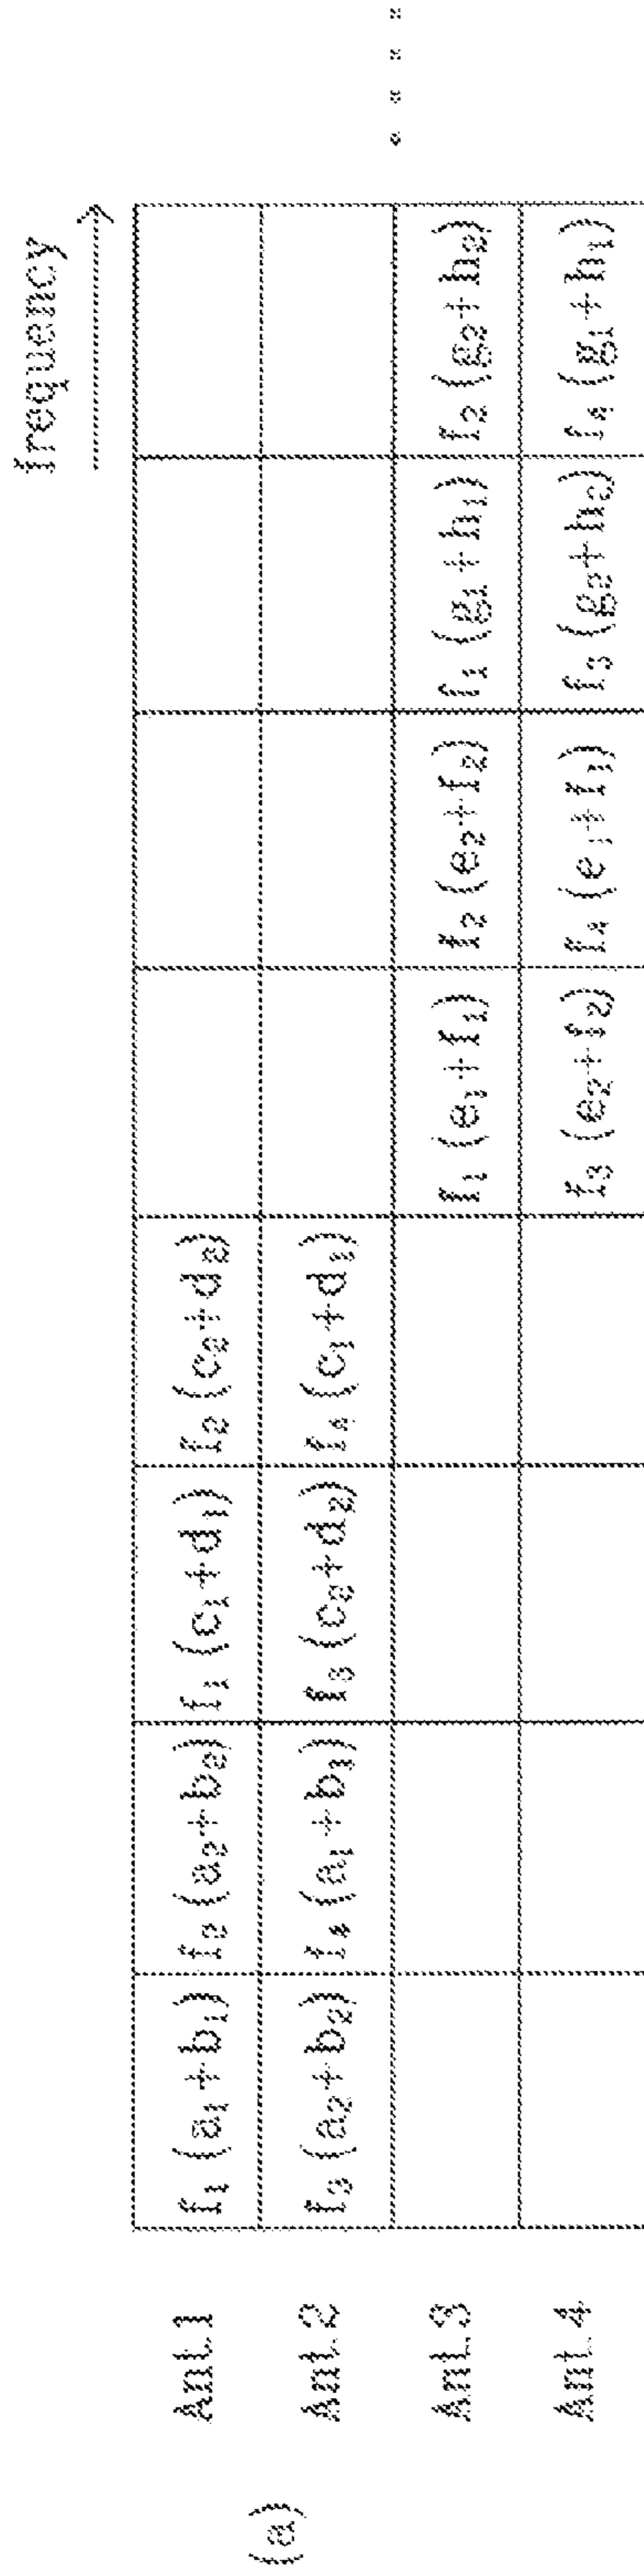 frequency
Ant.1 f₁ (a₁+b₁) f₂ (a₂+b₂) f₁ (c₁+d₁) f₂ (c₂+d₂)
Ant.2 f₃ (a₂+b₂) f₄ (a₁+b₁) f₃ (c₂+d₂) f₄ (c₁+d₁)
Ant.3 f₁ (e₁+f₁) f₂ (e₂+f₂) f₁ (g₁+h₁) f₂ (g₂+h₂)
Ant.4 f₃ (e₂+f₂) f₄ (e₁+f₁) f₃ (g₂+h₂) f₄ (g₁+h₁)
(a)